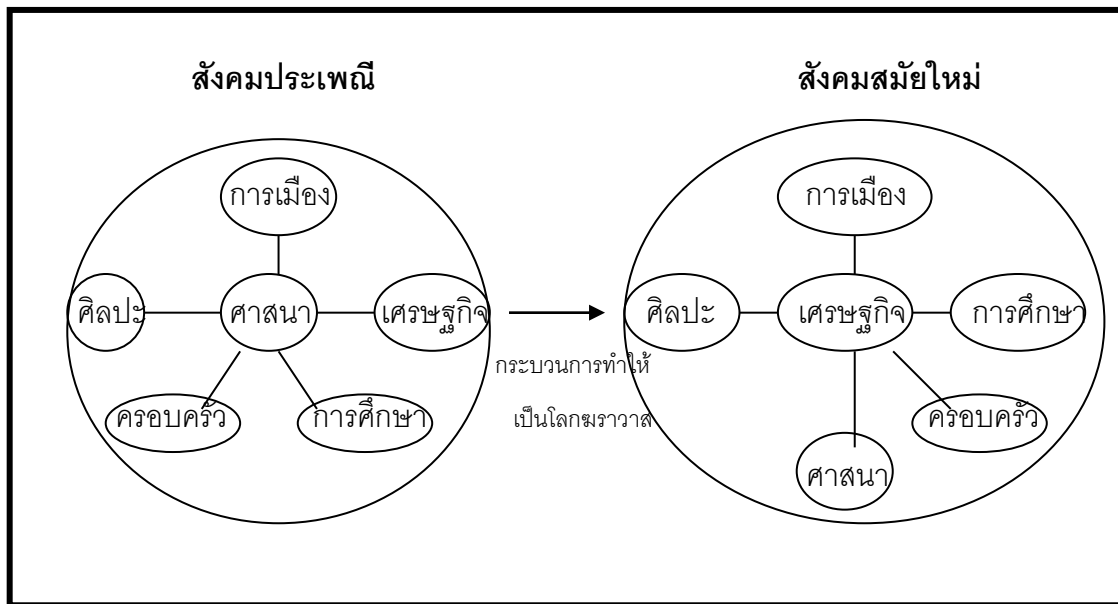 สังคมประเพณี
สังคมสมัยใหม่
การเมือง
ศิลปะ
ศาสนา
เศรษฐกิจ
ครอบครัว
การศึกษา
กระบวนการทำให้
เป็นโลกฆราวาส
การเมือง
ศิลปะ
เศรษฐกิจ
การศึกษา
ครอบครัว
ศาสนา